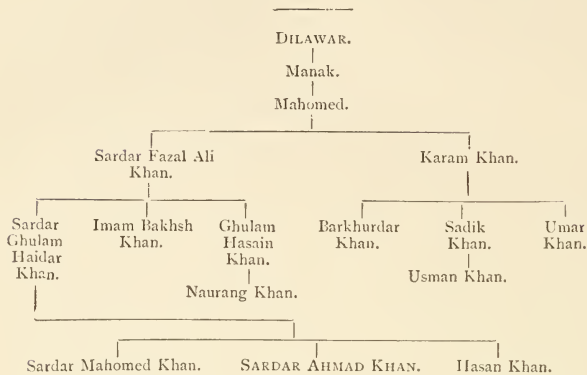 DILAWAR.
Manak.
Mahomed.
Sardar Fazal Ali Karam Khan.
Khan.
Sardar Imam Bakhsh Ghulam Barkhurdar Sadik Umar
Ghulam Khan. Hasain Khan. Khan. Khan.
Haidar Khan. Usman Khan.
Khan. Naurang Khan.
Sardar Mahomed Khan. SARDAR AHMAD KHAN. Hasan Khan.